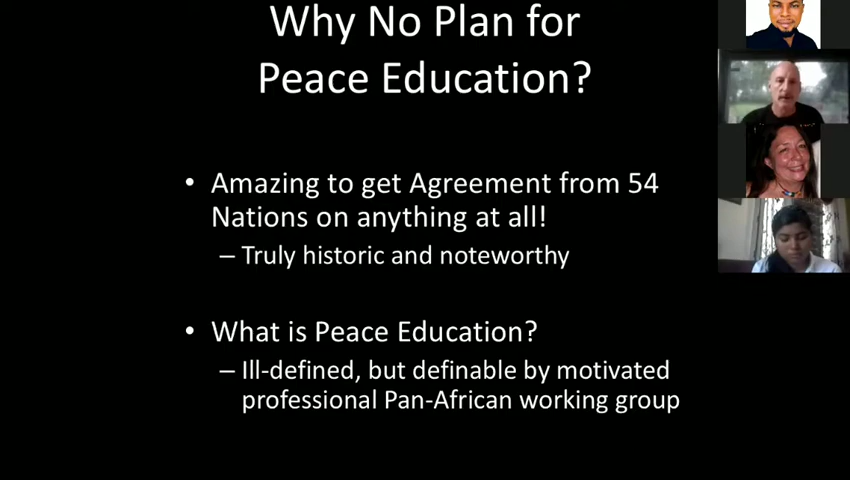 Why No Plan for
Peace Education?
• Amazing to get Agreement from 54
Nations on anything at all!
– Truly historic and noteworthy
• What is Peace Education?
– Ill-defined, but definable by motivated
professional Pan-African working group